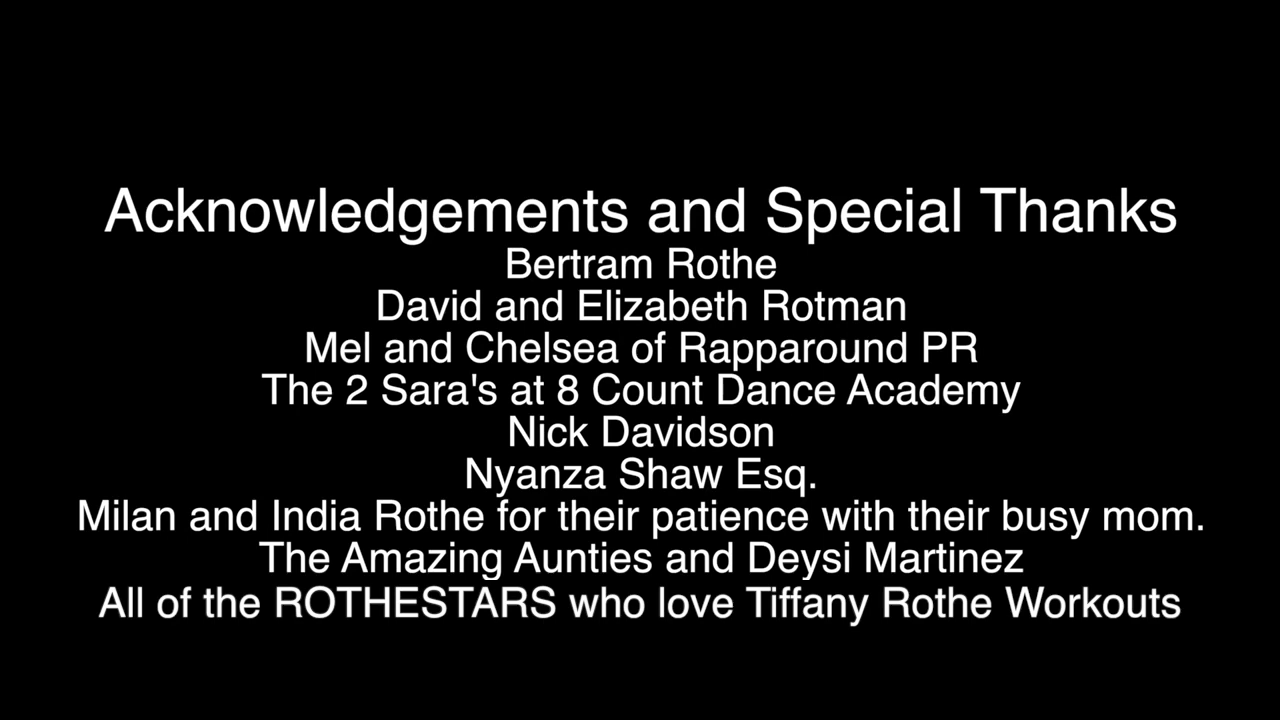 Acknowledgements and Special Thanks
Bertram Rothe
David and Elizabeth Rotman
Mel and Chelsea of Rapparound PR
The 2 Sara's at 8 Count Dance Academy
Nick Davidson
Nyanza Shaw Esq.
Milan and India Rothe for their patience with their busy mom.
The Amazing Aunties and Deysi Martinez
All of the ROTHESTARS who love Tiffany Rothe Workouts